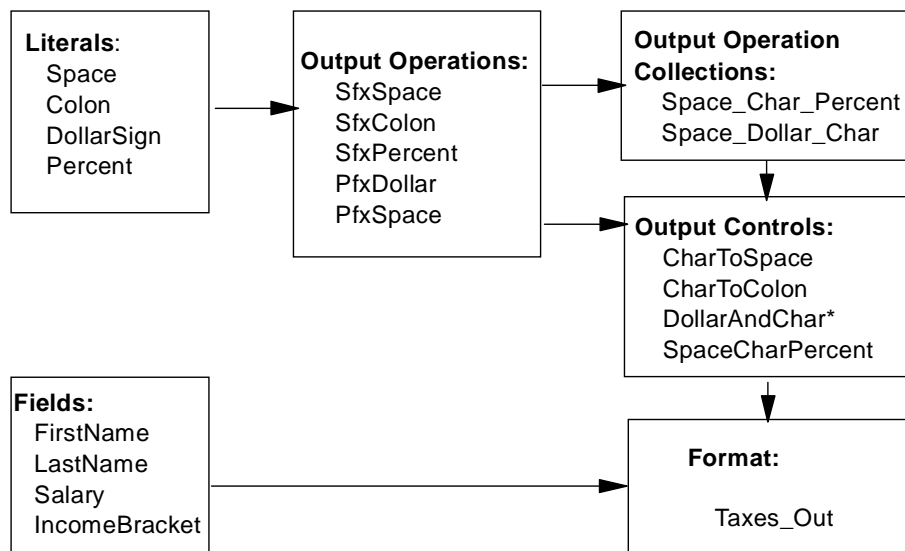 Literals:
Space
Colon
DollarSign
Percent
Output Operations:
SfxSpace
SfxColon
SfxPercent
PfxDollar
PfxSpace
Output Operation
Collections:
Space_Char_Percent
Space_Dollar_Char
Output Controls:
CharToSpace
CharToColon
DollarAndChar*
SpaceCharPercent
Fields:
FirstName
LastName
Salary
IncomeBracket
Format:
Taxes_Out